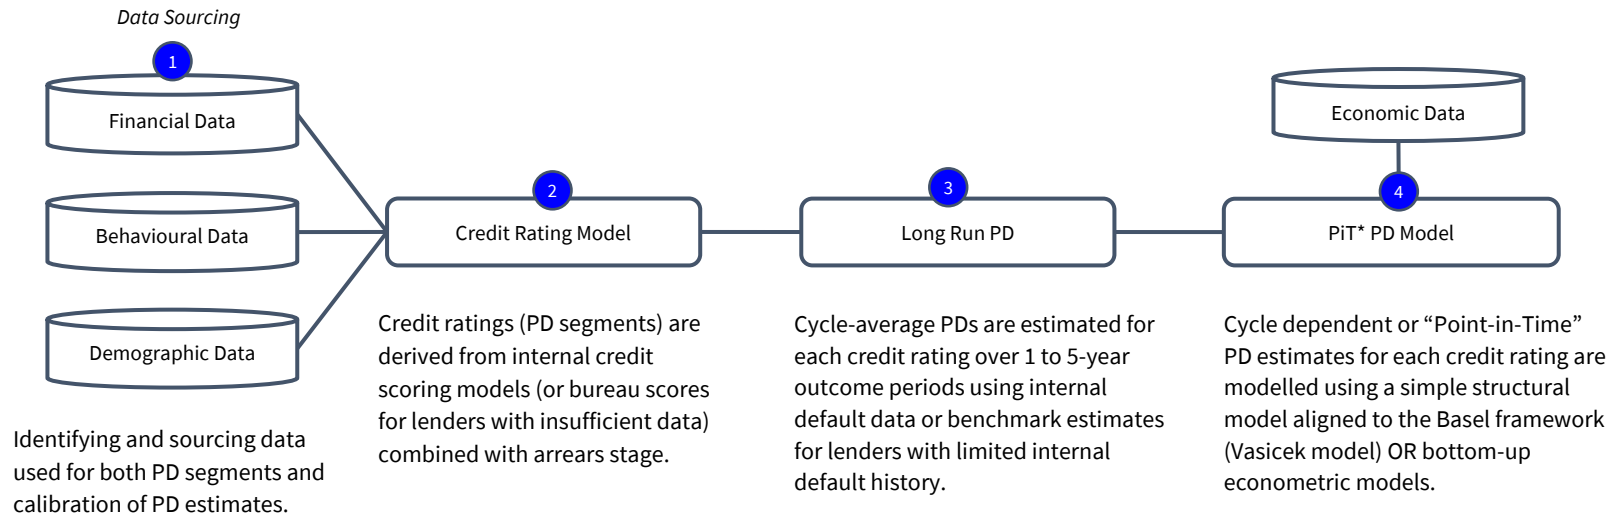 Data Sourcing
1
Financial Data
Behavioural Data
Demographic Data
Identifying and sourcing data
used for both PD segments and
calibration of PD estimates.
2
Credit Rating Model
Credit ratings (PD segments) are
derived from internal credit
scoring models (or bureau scores
for lenders with insufficient data)
combined with arrears stage.
3
Long Run PD
Cycle-average PDs are estimated for
each credit rating over 1 to 5-year
outcome periods using internal
default data or benchmark estimates
for lenders with limited internal
default history.
Economic Data
4
PiT* PD Model
Cycle dependent or “Point-in-Time”
PD estimates for each credit rating are
modelled using a simple structural
model aligned to the Basel framework
(Vasicek model) OR bottom-up
econometric models.